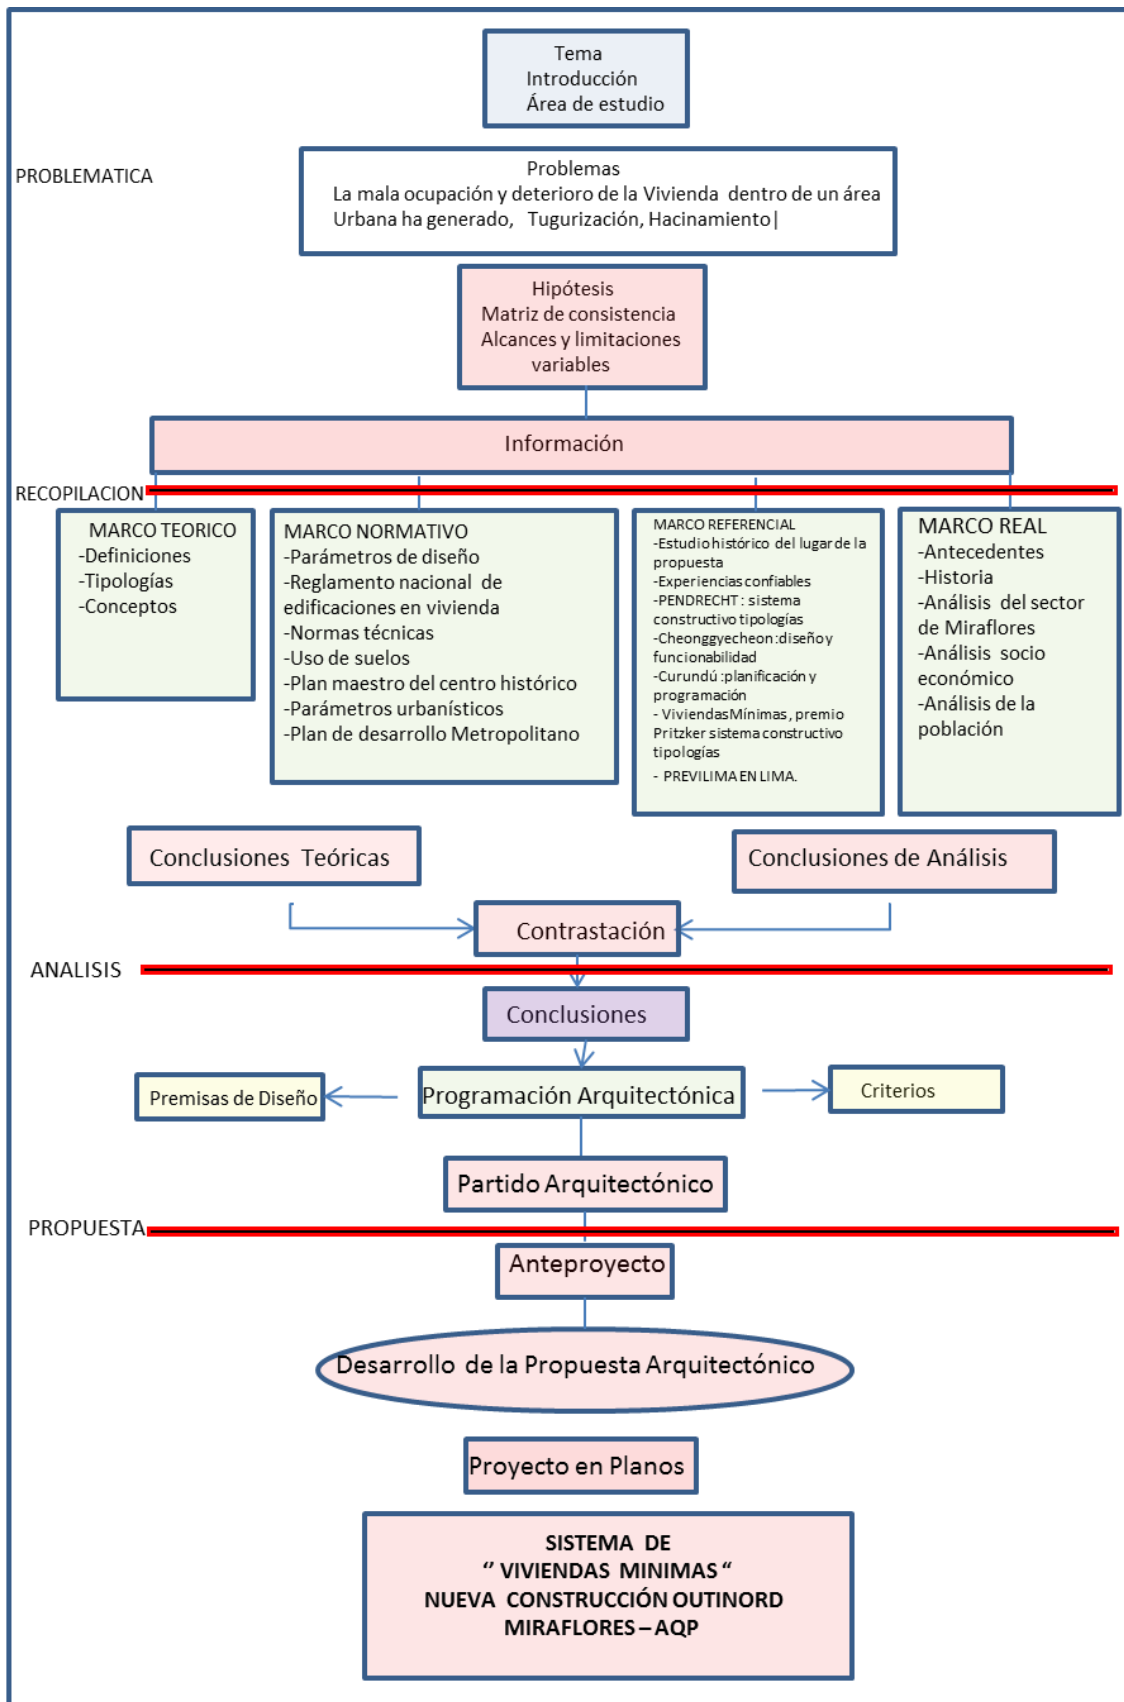 Tema
Introducción
Área de estudio
PROBLEMATICA
Problemas
La mala ocupación y deterioro de la Vivienda dentro de un área
Urbana ha generado, Tugurización, Hacinamiento|
Hipótesis
Matriz de consistencia
Alcances y limitaciones
variables
Información
RECOPILACION
MARCO TEORICO
-Definiciones
-Tipologías
-Conceptos
MARCO NORMATIVO
-Parámetros de diseño
-Reglamento nacional de
edificaciones en vivienda
-Normas técnicas
-Uso de suelos
-Plan maestro del centro histórico
-Parámetros urbanísticos
-Plan de desarrollo Metropolitano
MARCO REFERENCIAL
-Estudio histórico del lugar de la
propuesta
-Experiencias confiables
-PENDRECHT : sistema
constructivo tipologías
-Cheonggyecheon :diseño y
funcionabilidad
-Curundú :planificación y
programación
- Viviendas Mínimas , premio
Pritzker sistema constructivo
tipologías
- PREVILIMA EN LIMA.
MARCO REAL
-Antecedentes
-Historia
-Análisis del sector
de Miraflores
-Análisis socio
económico
-Análisis de la
población
Conclusiones Teóricas
Conclusiones de Análisis
Contrastación
ANALISIS
Conclusiones
Premisas de Diseño
Programación Arquitectónica
Criterios
Partido Arquitectónico
PROPUESTA
Anteproyecto
Desarrollo de la Propuesta Arquitectónico
Proyecto en Planos
SISTEMA DE
‘’ VIVIENDAS MINIMAS “
NUEVA CONSTRUCCIÓN OUTINORD
MIRAFLORES – AQP